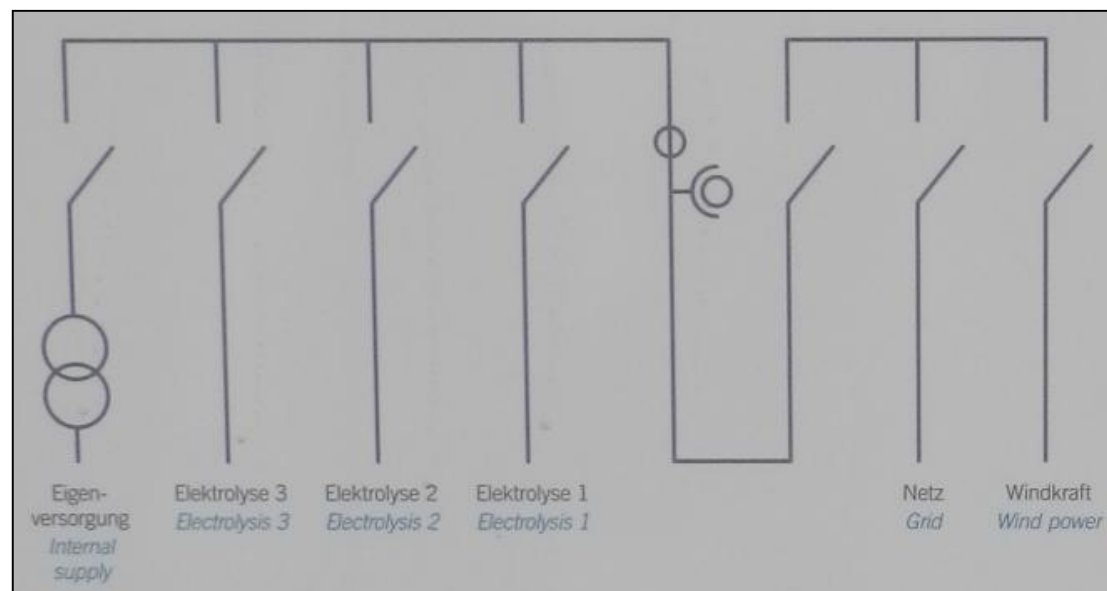 Eigen-
versorgung
Internal
supply
Elektrolyse 3
Electrolysis 3
Elektrolyse 2
Electrolysis 2
Elektrolyse 1
Electrolysis 1
Netz
Grid
Windkraft
Wind power